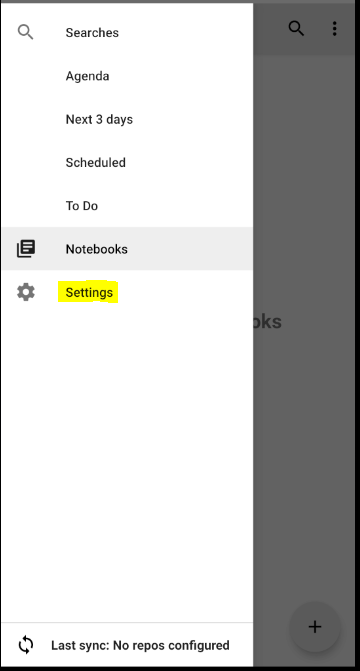 Searches
Agenda
Next 3 days
Scheduled
To Do
Notebooks
Settings
oks
Last sync: No repos configured